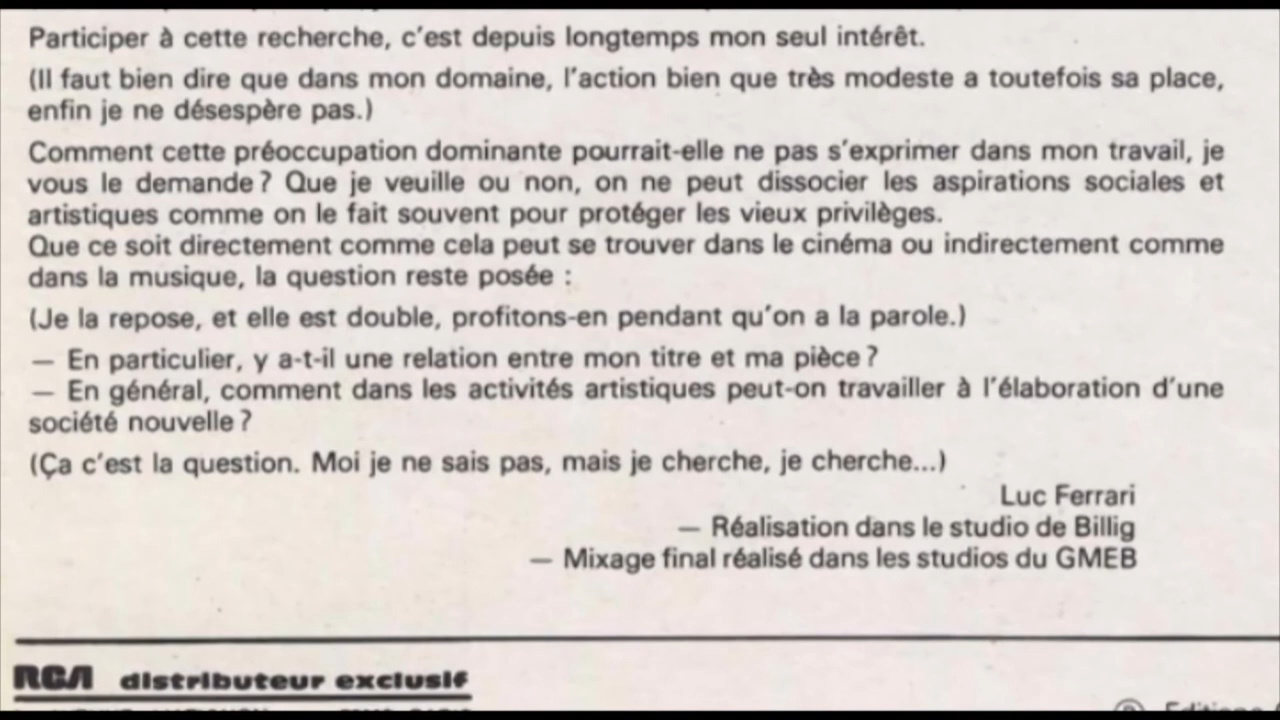 Participer à cette recherche, c'est depuis longtemps mon seul intérêt.
(Il faut bien dire que dans mon domaine, l'action bien que très modeste a toutefois sa place,
enfin je ne désespère pas.)
Comment cette préoccupation dominante pourrait-elle ne pas s'exprimer dans mon travail, je
vous le demande ? Que je veuille ou non, on ne peut dissocier les aspirations sociales et
artistiques comme on le fait souvent pour protéger les vieux privilèges.
Que ce soit directement comme cela peut se trouver dans le cinéma ou indirectement comme
dans la musique, la question reste posée :
(Je la repose, et elle est double, profitons-en pendant qu'on a la parole.)
— En particulier, y a-t-il une relation entre mon titre et ma pièce ?
— En général, comment dans les activités artistiques peut-on travailler à l'élaboration d'une
société nouvelle ?
(Ça c'est la question. Moi je ne sais pas, mais je cherche, je cherche...)
Luc Ferrari
— Réalisation dans le studio de Billig
— Mixage final réalisé dans les studios du GMEB
RCA distributeur exclusif
Editions